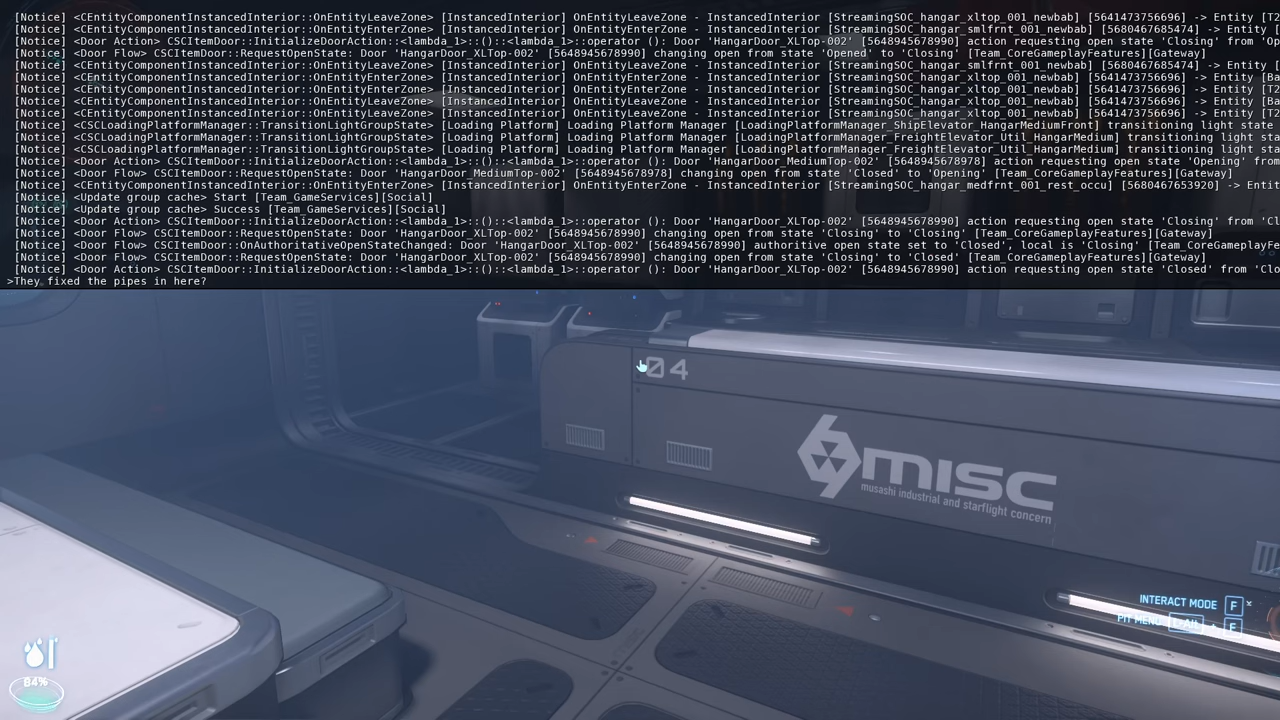 [Notice] <CEntityComponentInstancedInterior::OnEntityLeaveZone> [InstancedInterior] OnEntityLeaveZone - Instanced Interior [StreamingSOC_hangar_xltop_001_newbab] [5641473756696] -> Entity [T2
[Notice] <CEntityComponentInstancedInterior::OnEntityEnterZone> [InstancedInterior] OnEntityEnterZone - InstancedInterior [StreamingSOC_hangar_smlfrnt_001_newbab] [5680467685474] -> Entity
[Notice] <Door Action> CSCItemDoor::InitializeDoorAction::<lambda_1>::()::<lambda_1>::operator (): Door 'HangarDoor_XLTop-002' [5648945678990] action requesting open state 'Closing' from 'Op
[Notice] <Door Flow> CSCItemDoor::RequestOpenState: Door 'HangarDoor_XLTop-002' [5648945678990] changing open from state 'Opened' to 'Closing' [Team_CoreGameplayFeatures][Gateway]
[Notice] <CEntityComponentInstancedInterior::OnEntityLeaveZone> [InstancedInterior] OnEntityLeaveZone - InstancedInterior [StreamingSOC_hangar_smlfrnt_001_newbab] [5680467685474] -> Entity
[Notice] <CEntityComponentInstancedInterior::OnEntityEnterZone> [InstancedInterior] OnEntityEnterZone - InstancedInterior [StreamingSOC_hangar_xltop_001_newbab] [5641473756696] -> Entity [Ba
[Notice] <CEntityComponentInstancedInterior::OnEntityEnterZone> [InstancedInterior] OnEntityEnterZone - InstancedInterior [StreamingSOC_hangar_xltop_001_newbab] [5641473756696] -> Entity [T2
[Notice] <CEntityComponentInstancedInterior::OnEntityLeaveZone> [InstancedInterior] OnEntityLeaveZone - InstancedInterior [StreamingSOC_hangar_xltop_001_newbab] [5641473756696] -> Entity [T2
[Notice] <CEntityComponentInstancedInterior::OnEntityLeaveZone> [InstancedInterior] OnEntityLeaveZone - InstancedInterior [StreamingSOC_hangar_xltop_001_newbab] [5641473756696] -> Entity [Ba
[Notice] <CSCLoadingPlatformManager::TransitionLightGroupState> [Loading Platform] Loading Platform Manager [LoadingPlatformManager_ShipElevator_HangarMediumFront] transitioning light state
[Notice] <CSCLoadingPlatformManager::TransitionLightGroupState> [Loading Platform] Loading Platform Manager [LoadingPlatformManager_FreightElevator_Util_HangarMedium] transitioning light st
[Notice] <CSCLoadingPlatformManager::TransitionLightGroupState> [Loading Platform] Loading Platform Manager [LoadingPlatformManager_FreightElevator_Util_HangarMedium] transitioning light st
[Notice] <Door Action> CSCItemDoor::InitializeDoorAction::<lambda_1>::()::<lambda_1>::operator (): Door 'HangarDoor_MediumTop-002' [5648945678978] action requesting open state 'Opening' from
[Notice] <Door Flow> CSCItemDoor::RequestOpenState: Door 'HangarDoor_MediumTop-002' [5648945678978] changing open from state 'Closed' to 'Opening' [Team_CoreGameplayFeatures][Gateway]
[Notice] <CEntityComponentInstancedInterior::OnEntityEnterZone> [InstancedInterior] OnEntityEnterZone - InstancedInterior [StreamingSOC_hangar_medfrnt_001_rest_occu] [5680467653920] -> Entit
[Notice] <Update group cache> Start [Team_GameServices][Social]
[Notice] <Update group cache> Success [Team_GameServices][Social]
[Notice] <Door Action> CSCItemDoor::InitializeDoorAction::<lambda_1>::()::<lambda_1>::operator (): Door 'HangarDoor_XLTop-002' [5648945678990] action requesting open state 'Closing' from 'Cl
[Notice] <Door Flow> CSCItemDoor::RequestOpenState: Door 'HangarDoor_XLTop-002' [5648945678990] changing open from state 'Closing' to 'Closing' [Team_CoreGameplayFeatures][Gateway]
[Notice] <Door Flow> CSCItemDoor::OnAuthoritativeOpenStateChanged: Door 'HangarDoor_XLTop-002' [5648945678990] authoritive open state set to 'Closed', local is 'Closing' [Team_CoreGameplayFe
[Notice] <Door Flow> CSCItemDoor::RequestOpenState: Door 'HangarDoor_XLTop-002' [5648945678990] changing open from state 'Closing' to 'Closed' [Team_CoreGameplayFeatures][Gateway]
[Notice] <Door Action> CSCItemDoor::InitializeDoorAction::<lambda_1>::()::<lambda_1>::operator (): Door 'HangarDoor_XLTop-002' [5648945678990] action requesting open state 'Closed' from 'Clo
>They fixed the pipes in here?
04
misc
musashi industrial and starflight concern
INTERACT MODE F
PIT MENU + F
84%